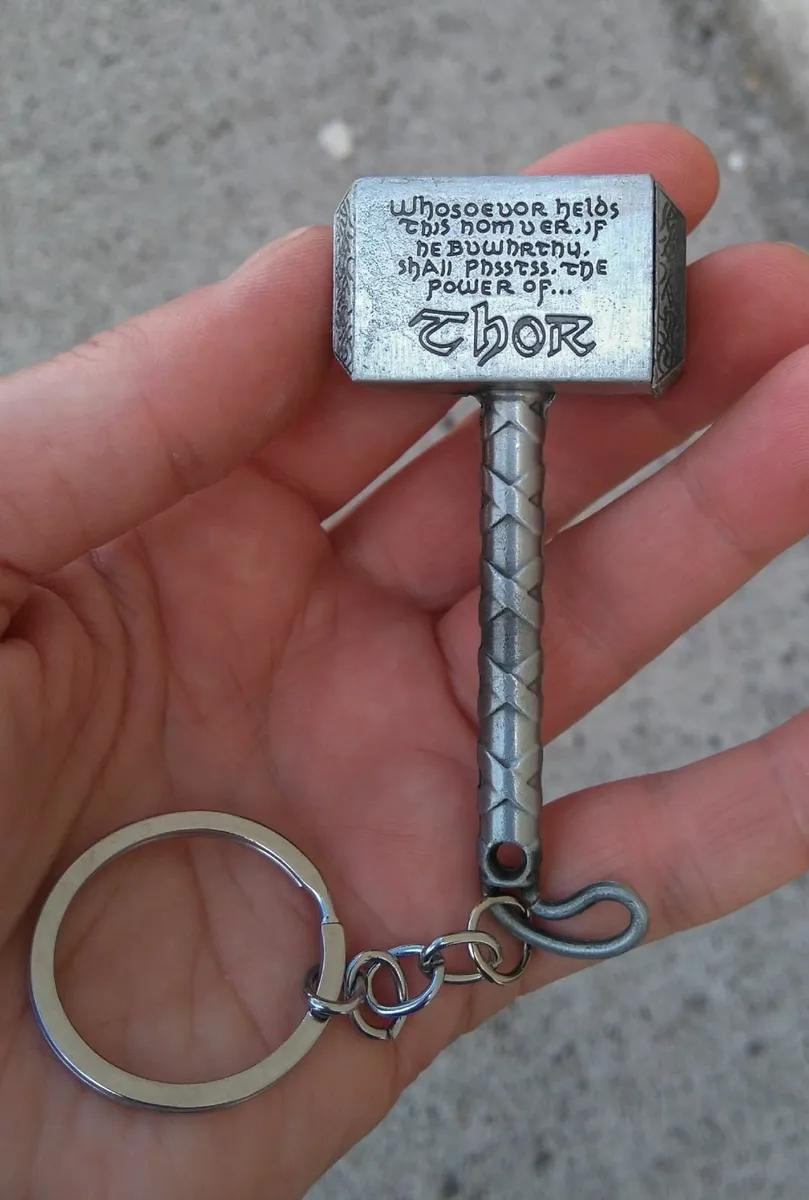 Whosoevor helds
this homver, if
he buwhrthy,
shall phsstss. the
power of...
Thor